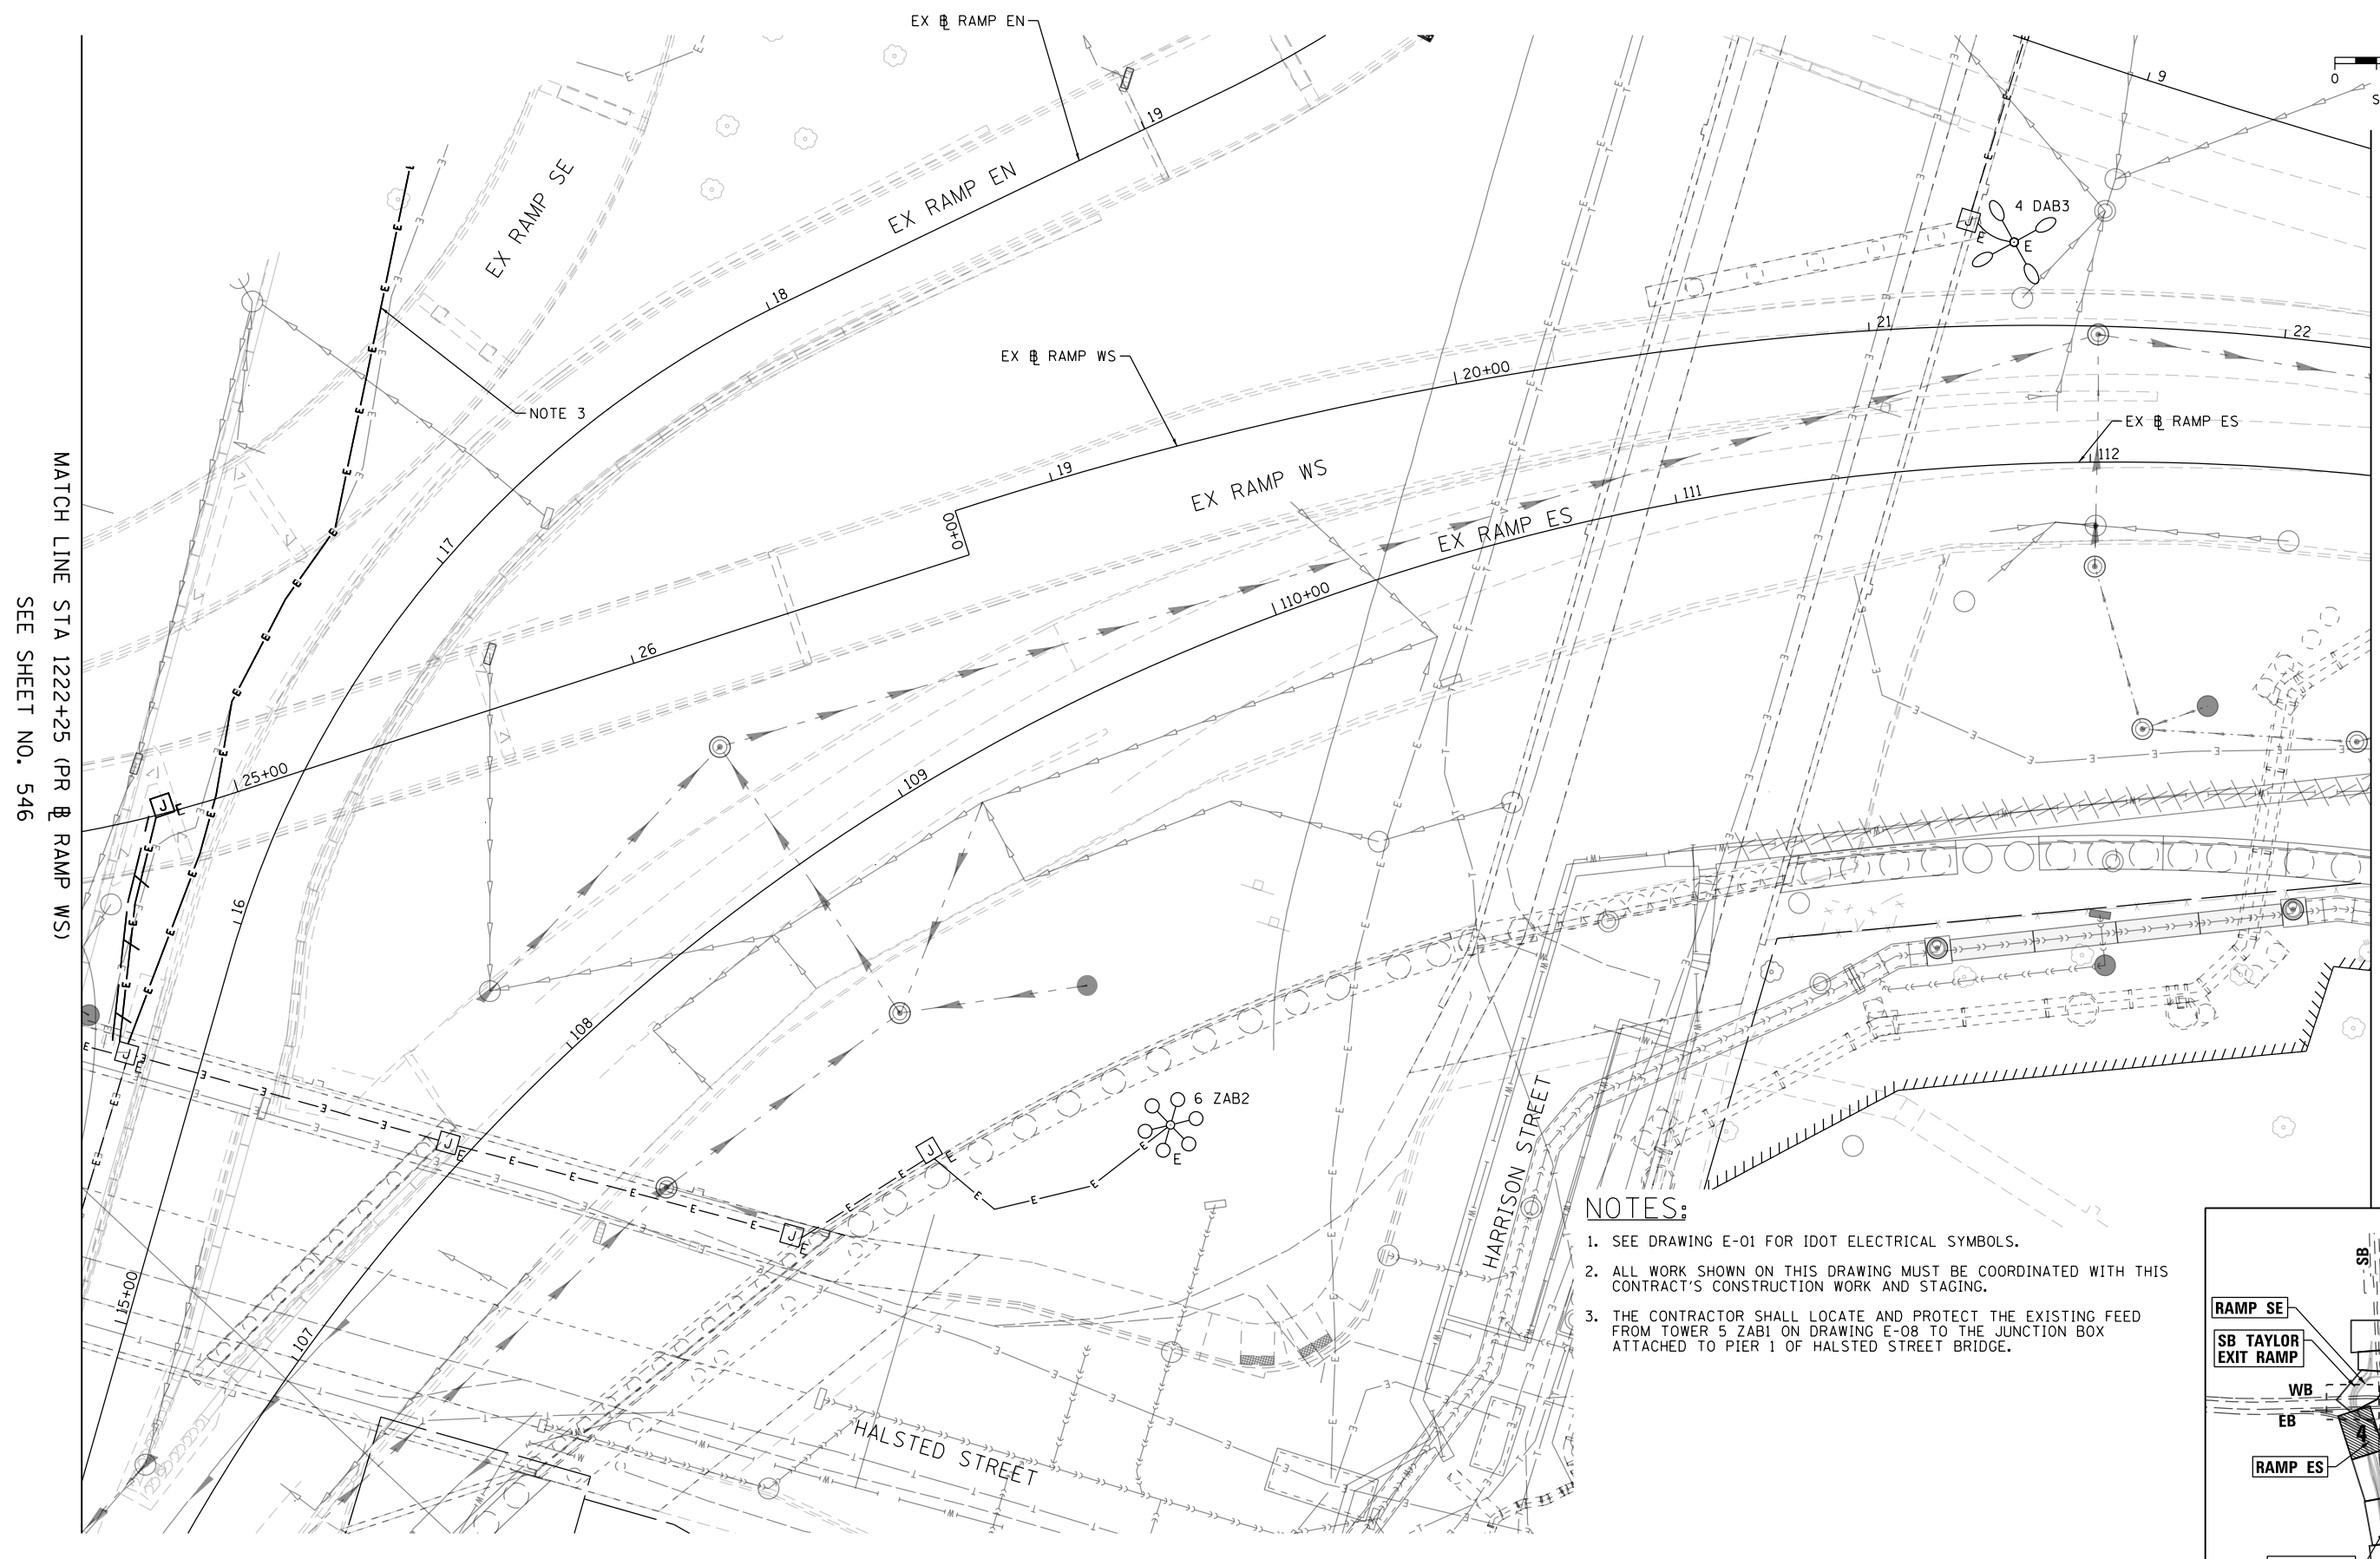 EX BL RAMP EN
19
9
0
S
EX RAMP SE
EX RAMP EN
4 DAB3
J
E
E
18
21
22
EX BL RAMP WS
20+00
NOTE 3
EX BL RAMP ES
19
112
EX RAMP WS
111
0+00
EX RAMP ES
17
110+00
MATCH LINE STA 1222+25 (PR BL RAMP WS)
SEE SHEET NO. 546
26
25+00
109
J
E
16
108
J
E
J
E
J
E
J
E
6 ZAB2
E
HARRISON STREET
15+00
107
HALSTED STREET
NOTES:
1. SEE DRAWING E-01 FOR IDOT ELECTRICAL SYMBOLS.
2. ALL WORK SHOWN ON THIS DRAWING MUST BE COORDINATED WITH THIS
CONTRACT'S CONSTRUCTION WORK AND STAGING.
3. THE CONTRACTOR SHALL LOCATE AND PROTECT THE EXISTING FEED
FROM TOWER 5 ZAB1 ON DRAWING E-08 TO THE JUNCTION BOX
ATTACHED TO PIER 1 OF HALSTED STREET BRIDGE.
SB
RAMP SE
SB TAYLOR
EXIT RAMP
WB
EB
4
RAMP ES